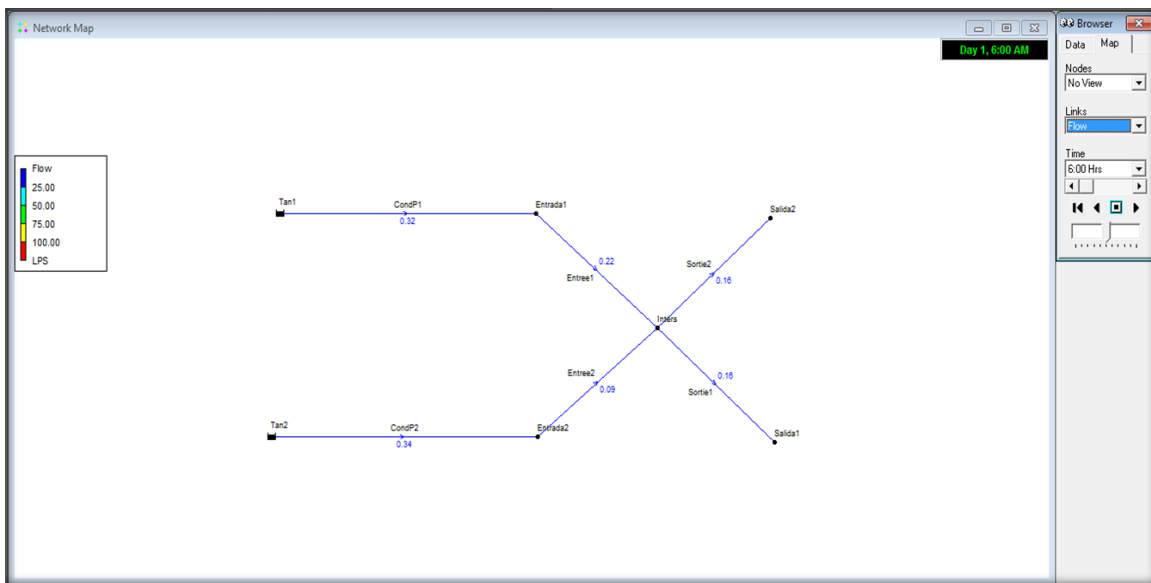 Network Map
Day 1, 6:00 AM
Flow
25.00
50.00
75.00
100.00
LPS
Tan1
CondP1
0.32
Entrada1
0.22
Entree1
Salida2
Sortie2
0.16
Inters
Entree2
0.09
0.16
Sortie1
Tan2
CondP2
0.34
Entrada2
Salida1
Browser
Data Map
Nodes
No View
Links
Flow
Time
6:00 Hrs